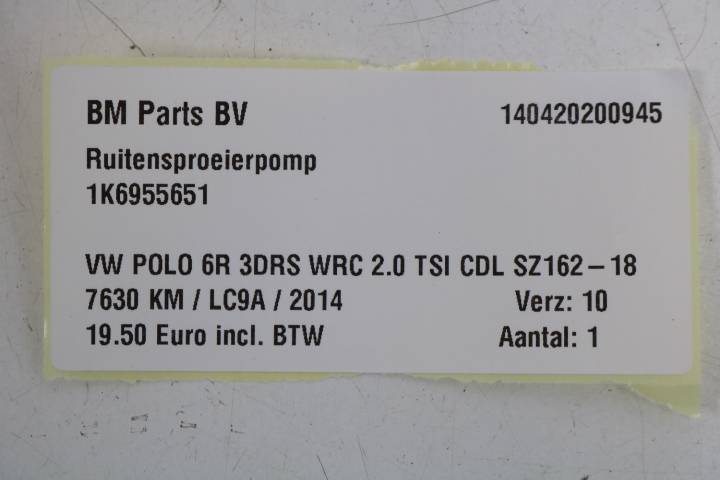 BM Parts BV 140420200945
Ruitensproeierpomp
1K6955651
VW POLO 6R 3DRS WRC 2.0 TSI CDL SZ162-18
7630 KM / LC9A / 2014 Verz: 10
19.50 Euro incl. BTW Aantal: 1